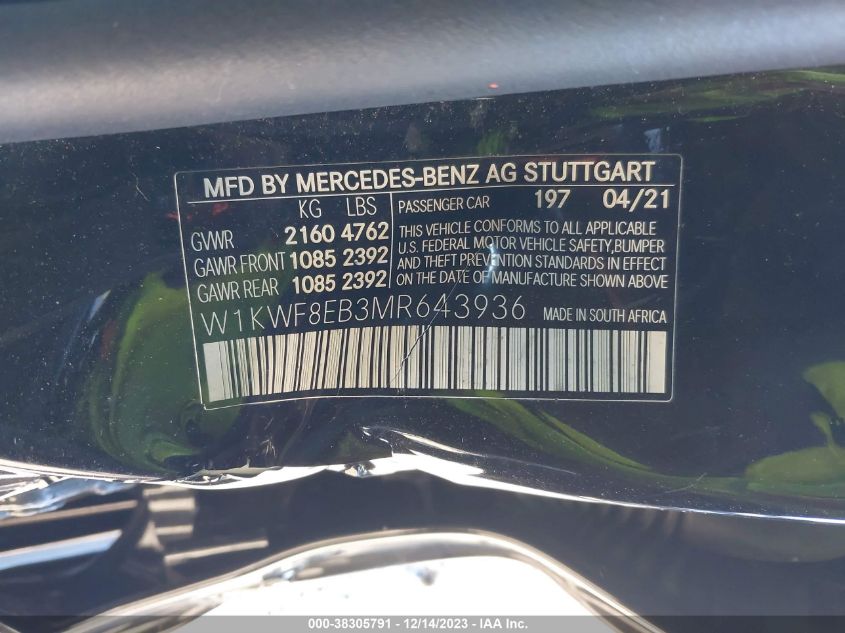 MFD BY MERCEDES-BENZ AG STUTTGART
KG LBS
GVWR 2160 4762
GAWR FRONT 1085 2392
GAWR REAR 1085 2392
PASSENGER CAR 197 04/21
THIS VEHICLE CONFORMS TO ALL APPLICABLE
U.S. FEDERAL MOTOR VEHICLE SAFETY,BUMPER
AND THEFT PREVENTION STANDARDS IN EFFECT
ON THE DATE OF MANUFACTURE SHOWN ABOVE
W1KWF8EB3MR643936 MADE IN SOUTH AFRICA
000-38305791 - 12/14/2023 - IAA Inc.